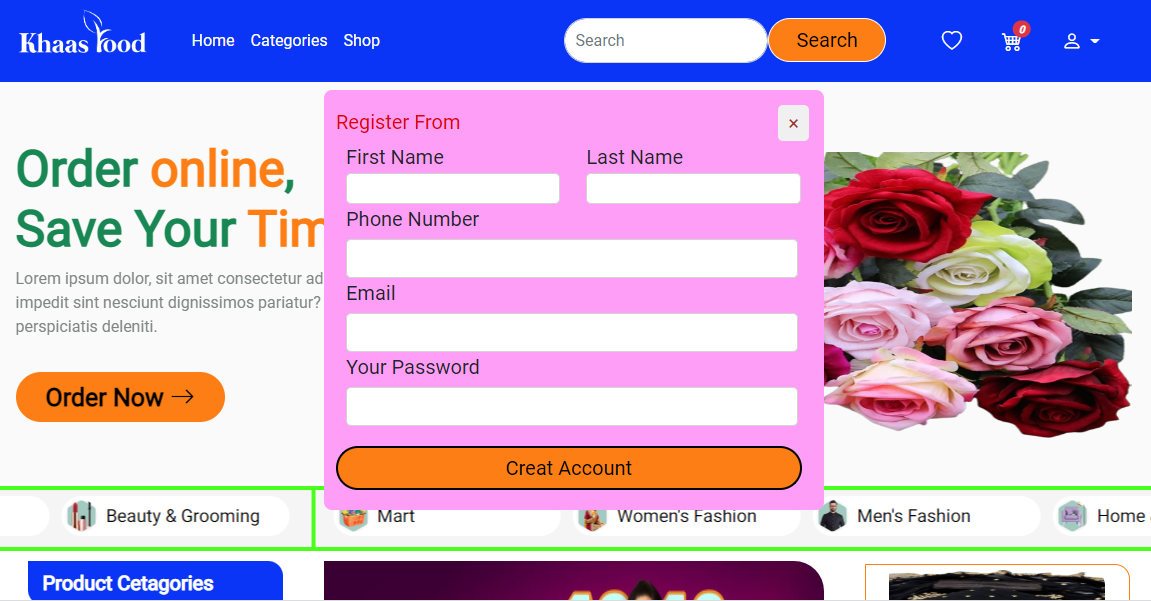 Khaas Food
Home Categories Shop
Search
Search
0
Register From
×
First Name Last Name
Phone Number
Email
Your Password
Creat Account
Order online,
Save Your Tim
Lorem ipsum dolor, sit amet consectetur ad
impedit sint nesciunt dignissimos pariatur?
perspiciatis deleniti.
Order Now →
Beauty & Grooming
Mart
Women's Fashion
Men's Fashion
Home
Product Cetagories